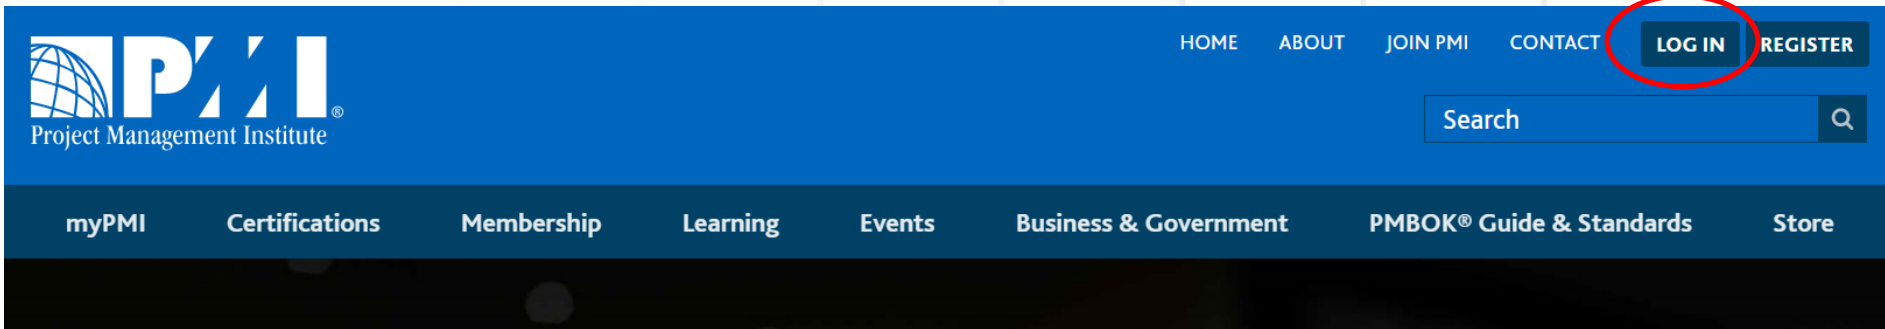 HOME ABOUT JOIN PMI CONTACT LOG IN REGISTER
PMI®
Project Management Institute
Search
myPMI Certifications Membership Learning Events Business & Government PMBOK® Guide & Standards Store